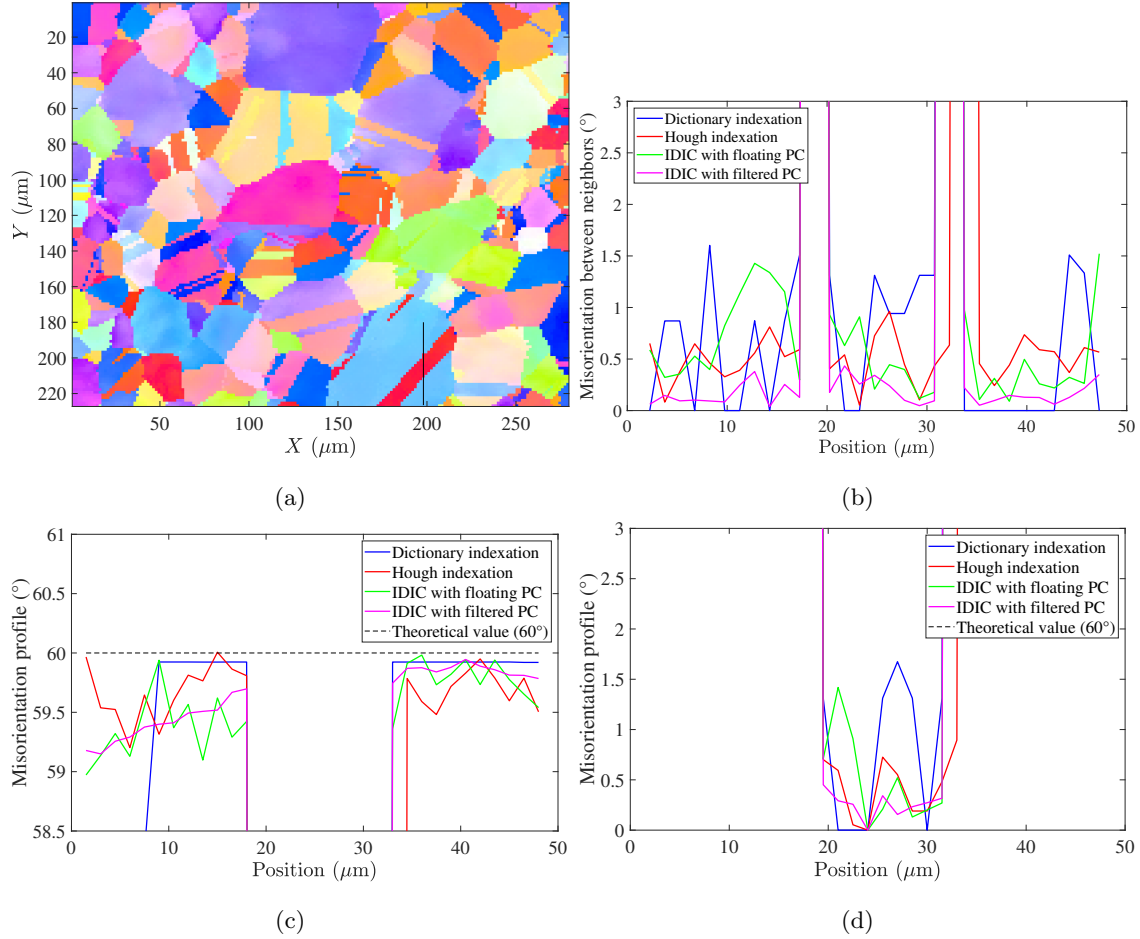 20
40
60
80
100
120
140
160
180
200
220
Y (μm)
50
100
150
200
250
X (μm)
(a)
3
2.5
2
1.5
1
0.5
0
Misorientation between neighbors (°)
Dictionary indexation
Hough indexation
IDIC with floating PC
IDIC with filtered PC
0
10
20
30
40
50
Position (μm)
(b)
61
60.5
60
59.5
59
58.5
Misorientation profile (°)
Dictionary indexation
Hough indexation
IDIC with floating PC
IDIC with filtered PC
Theoretical value (60°)
0
10
20
30
40
50
Position (μm)
(c)
3
2.5
2
1.5
1
0.5
0
Misorientation profile (°)
Dictionary indexation
Hough indexation
IDIC with floating PC
IDIC with filtered PC
Theoretical value (60°)
0
10
20
30
40
50
Position (μm)
(d)